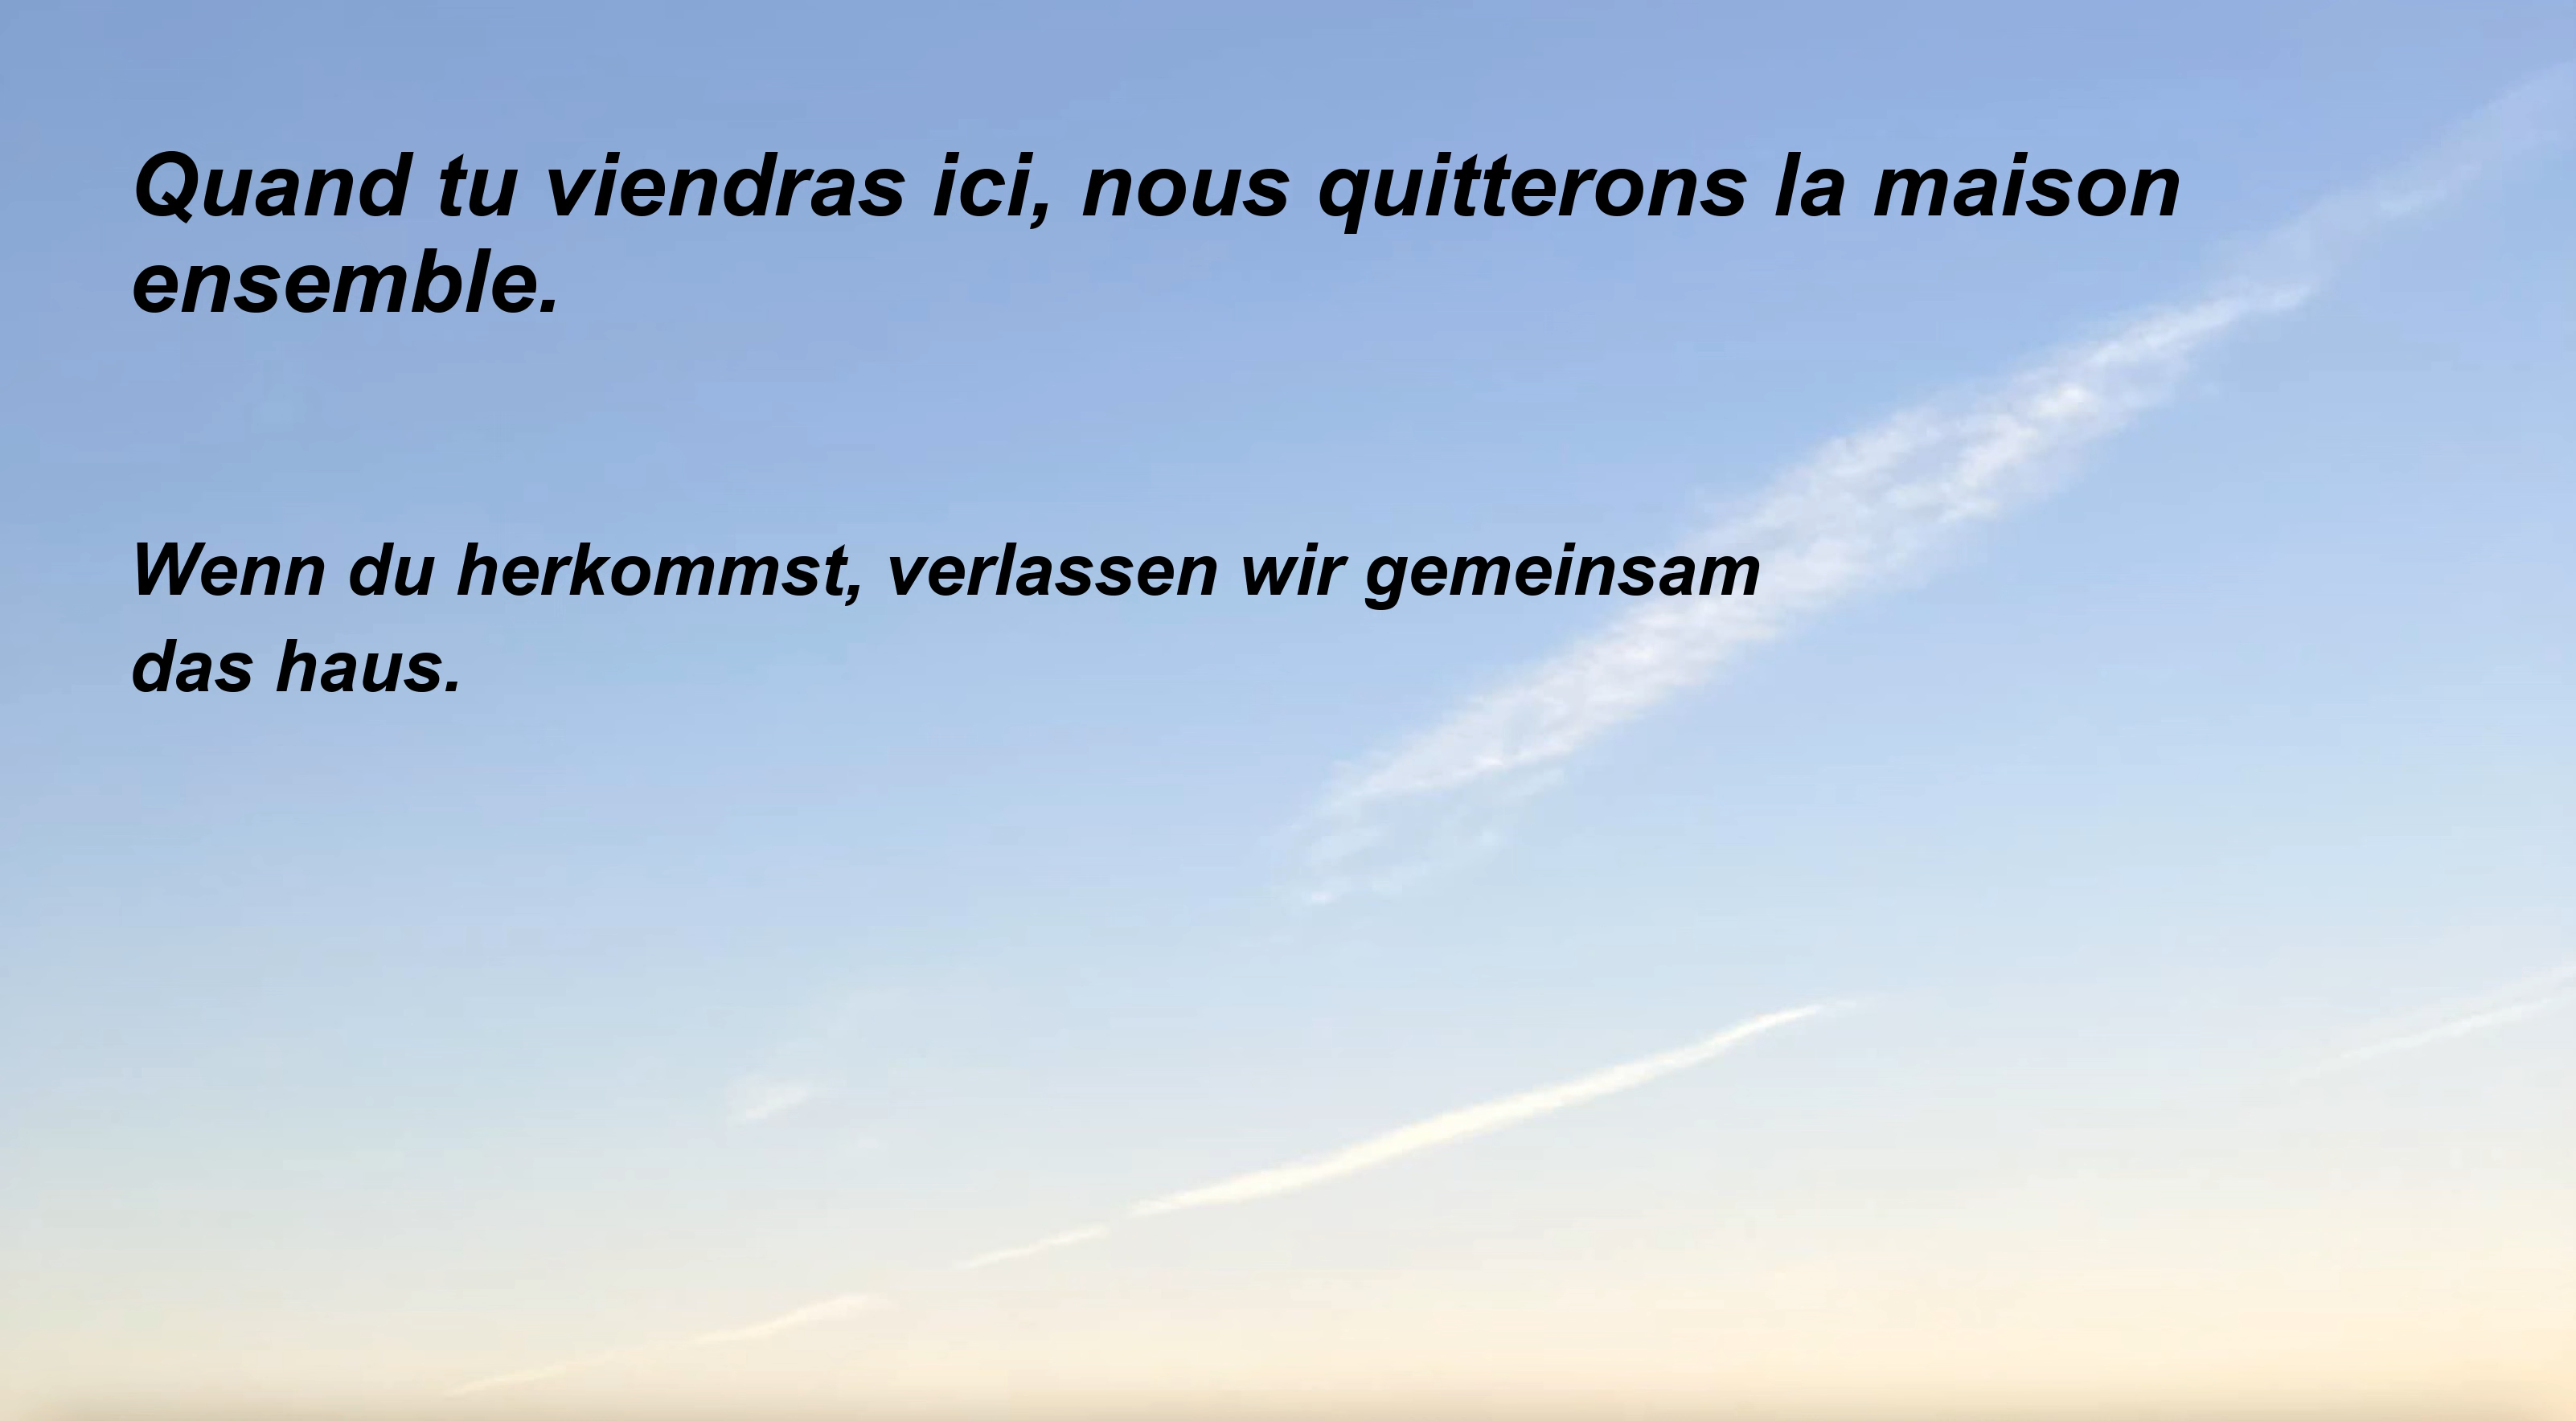 Quand tu viendras ici, nous quitterons la maison
ensemble.
Wenn du herkommst, verlassen wir gemeinsam
das haus.